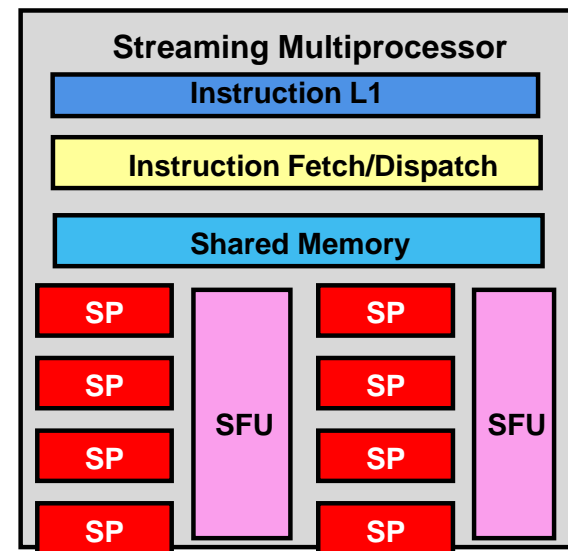 Streaming Multiprocessor
Instruction L1
Instruction Fetch/Dispatch
Shared Memory
SP
SP
SP
SP
SFU
SFU
SP
SP
SP
SP